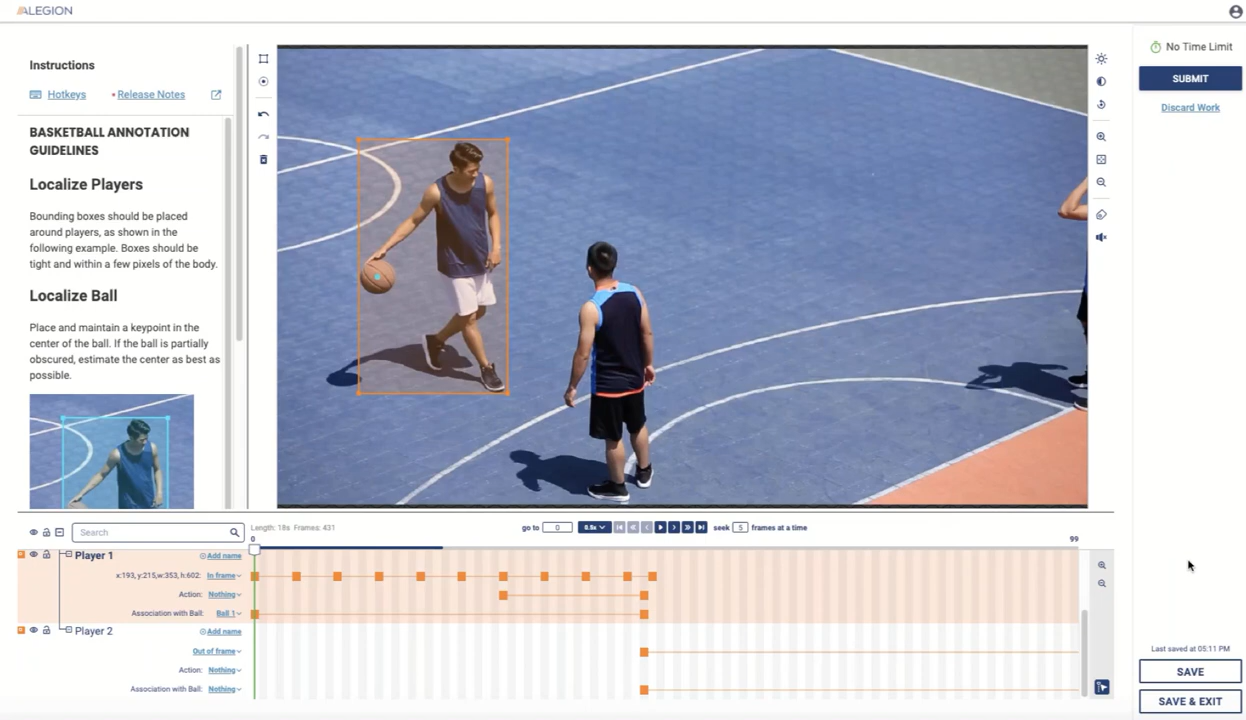 ALEGION
No Time Limit
SUBMIT
Discard Work
Instructions
Hotkeys
Release Notes
BASKETBALL ANNOTATION
GUIDELINES
Localize Players
Bounding boxes should be placed
around players, as shown in the
following example. Boxes should be
tight and within a few pixels of the body.
Localize Ball
Place and maintain a keypoint in the
center of the ball. If the ball is partially
obscured, estimate the center as best as
possible.
Search
Length: 18s Frames: 431
go to 0 0.5x seek 5 frames at a time
0 99
Player 1 Add name
x:193, y:215,w:353, h:602: In frame
Action: Nothing
Association with Ball: Ball 1
Player 2 Add name
Out of frame
Action: Nothing
Association with Ball: Nothing
Last saved at 05:11 PM
SAVE
SAVE & EXIT